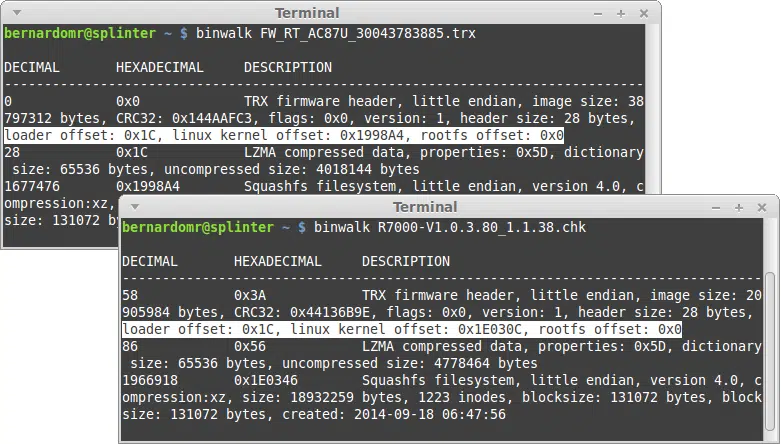 Terminal
bernardomr@splinter ~ $ binwalk FW_RT_AC87U_30043783885.trx
DECIMAL HEXADECIMAL DESCRIPTION
--------------------------------------------------------------------------------
0 0x0 TRX firmware header, little endian, image size: 38
797312 bytes, CRC32: 0x144AAFC3, flags: 0x0, version: 1, header size: 28 bytes,
loader offset: 0x1C, linux kernel offset: 0x1998A4, rootfs offset: 0x0
28 0x1C LZMA compressed data, properties: 0x5D, dictionary
size: 65536 bytes, uncompressed size: 4018144 bytes
1677476 0x1998A4 Squashfs filesystem, little endian, version 4.0, c
ompression:xz,
size: 131072 b
Terminal
bernardomr@splinter ~ $ binwalk R7000-V1.0.3.80_1.1.38.chk
DECIMAL HEXADECIMAL DESCRIPTION
--------------------------------------------------------------------------------
58 0x3A TRX firmware header, little endian, image size: 20
905984 bytes, CRC32: 0x44136B9E, flags: 0x0, version: 1, header size: 28 bytes,
loader offset: 0x1C, linux kernel offset: 0x1E030C, rootfs offset: 0x0
86 0x56 LZMA compressed data, properties: 0x5D, dictionary
size: 65536 bytes, uncompressed size: 4778464 bytes
1966918 0x1E0346 Squashfs filesystem, little endian, version 4.0, c
ompression:xz, size: 18932259 bytes, 1223 inodes, blocksize: 131072 bytes, block
size: 131072 bytes, created: 2014-09-18 06:47:56